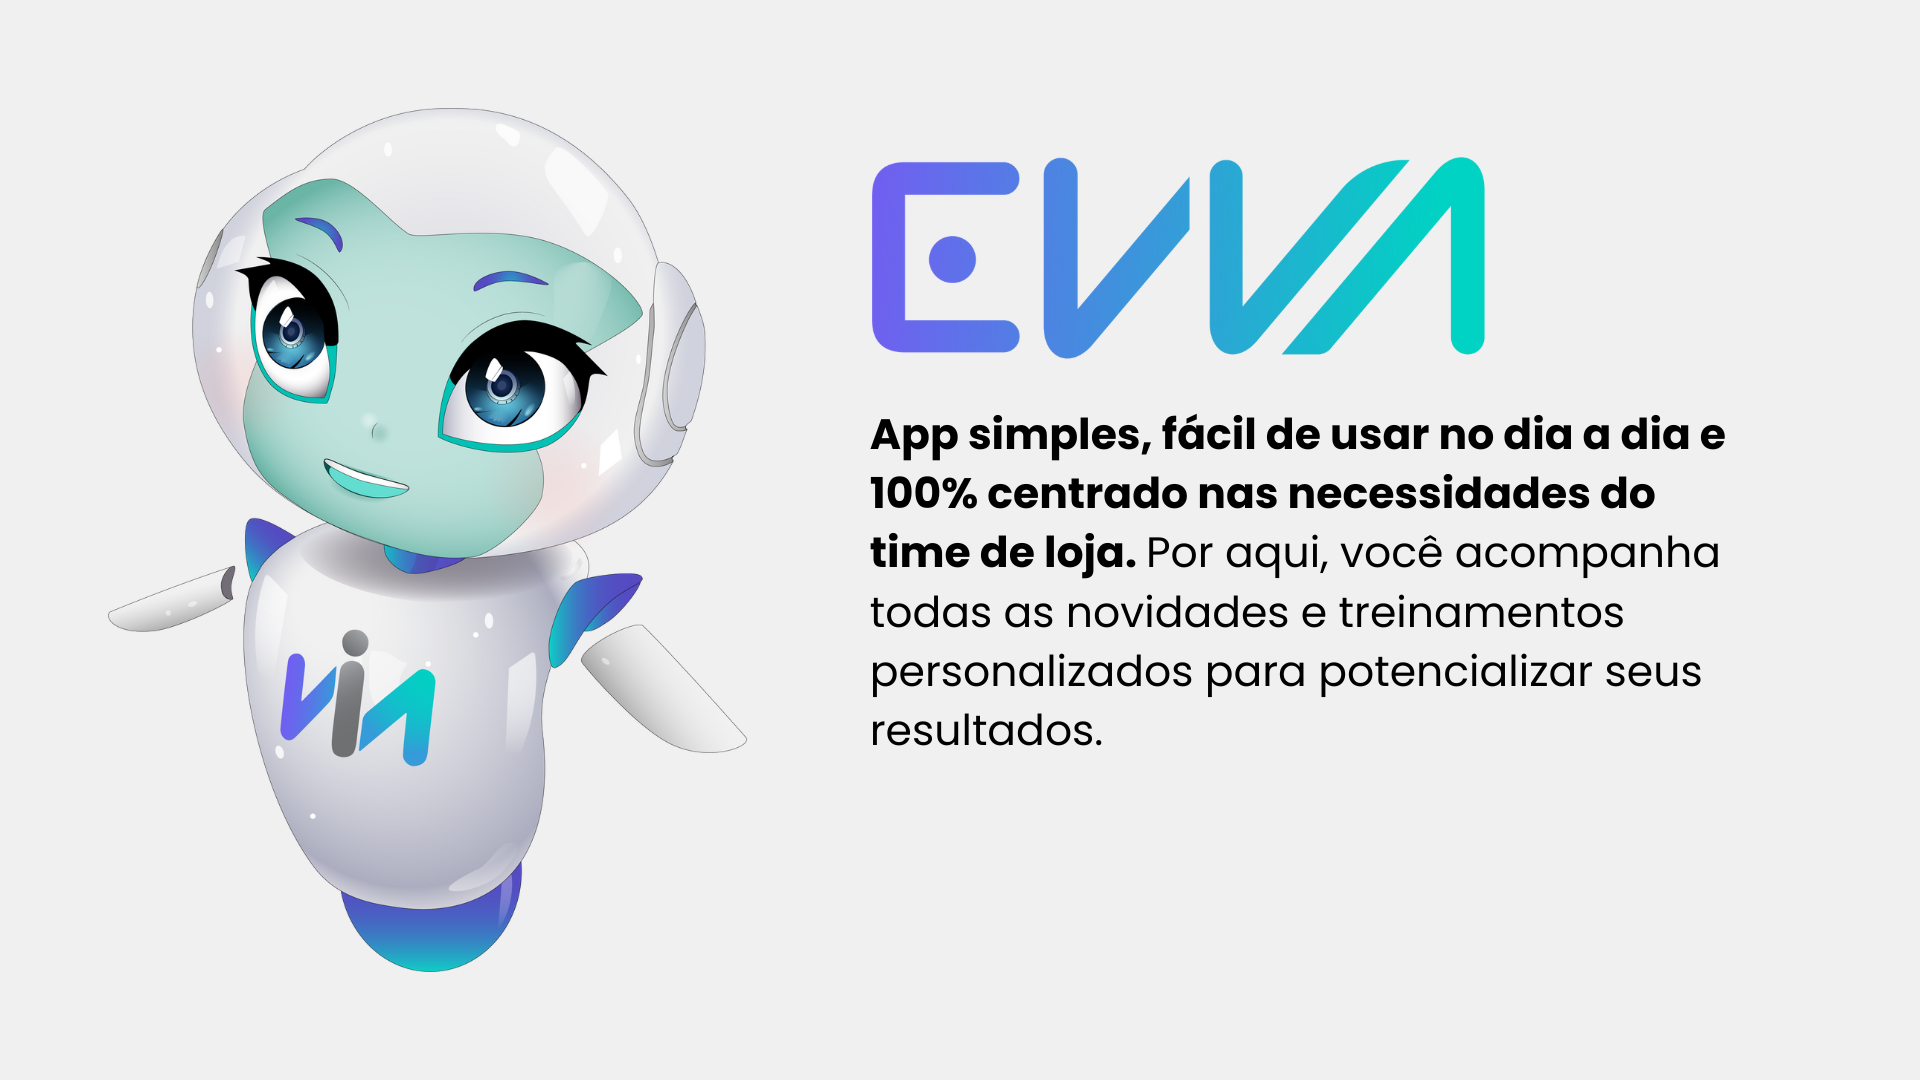 EVVA
App simples, fácil de usar no dia a dia e
100% centrado nas necessidades do
time de loja. Por aqui, você acompanha
todas as novidades e treinamentos
personalizados para potencializar seus
resultados.
via